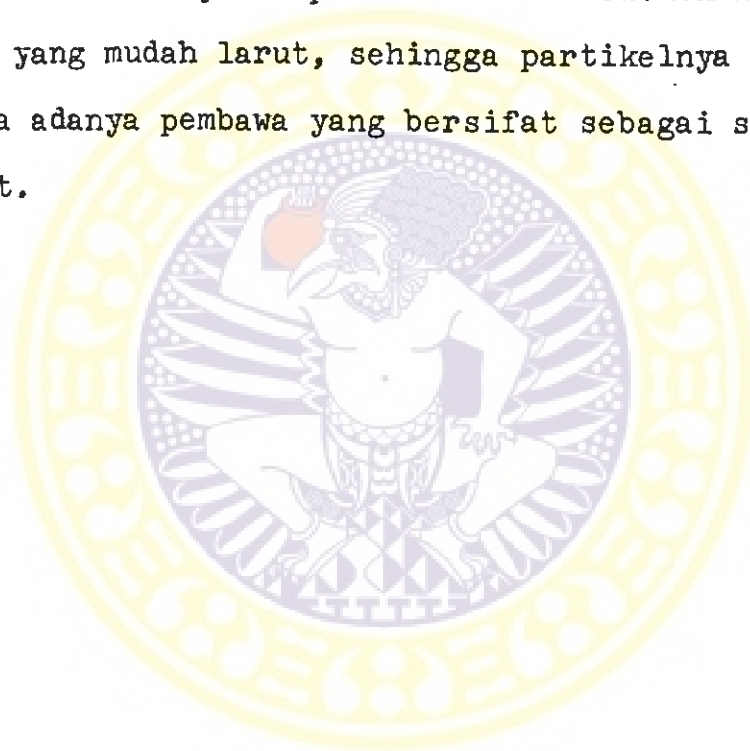 yang mudah larut, sehingga partikelnya
a adanya pembawa yang bersifat sebagai s
t.